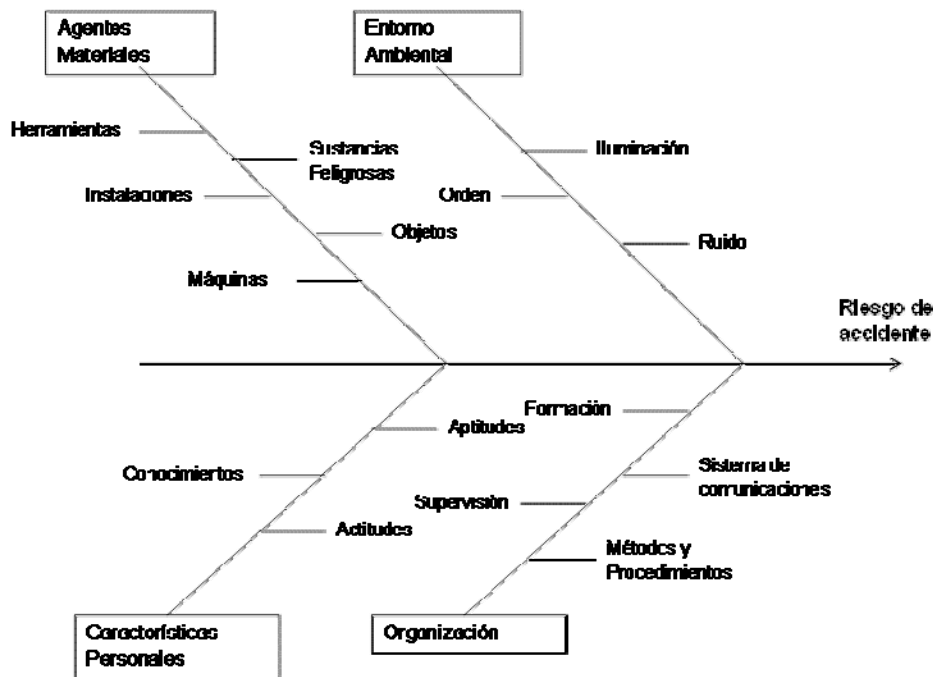 Agentes
Materiales
Entorno
Ambiental
Herramientas
Sustancias
Peligrosas
Iluminación
Instalaciones
Orden
Objetos
Ruido
Máquinas
Riesgo de
accidente
Formación
Aptitudes
Conocimientos
Sistema de
comunicaciones
Supervisión
Actitudes
Métodos y
Procedimientos
Características
Personales
Organización